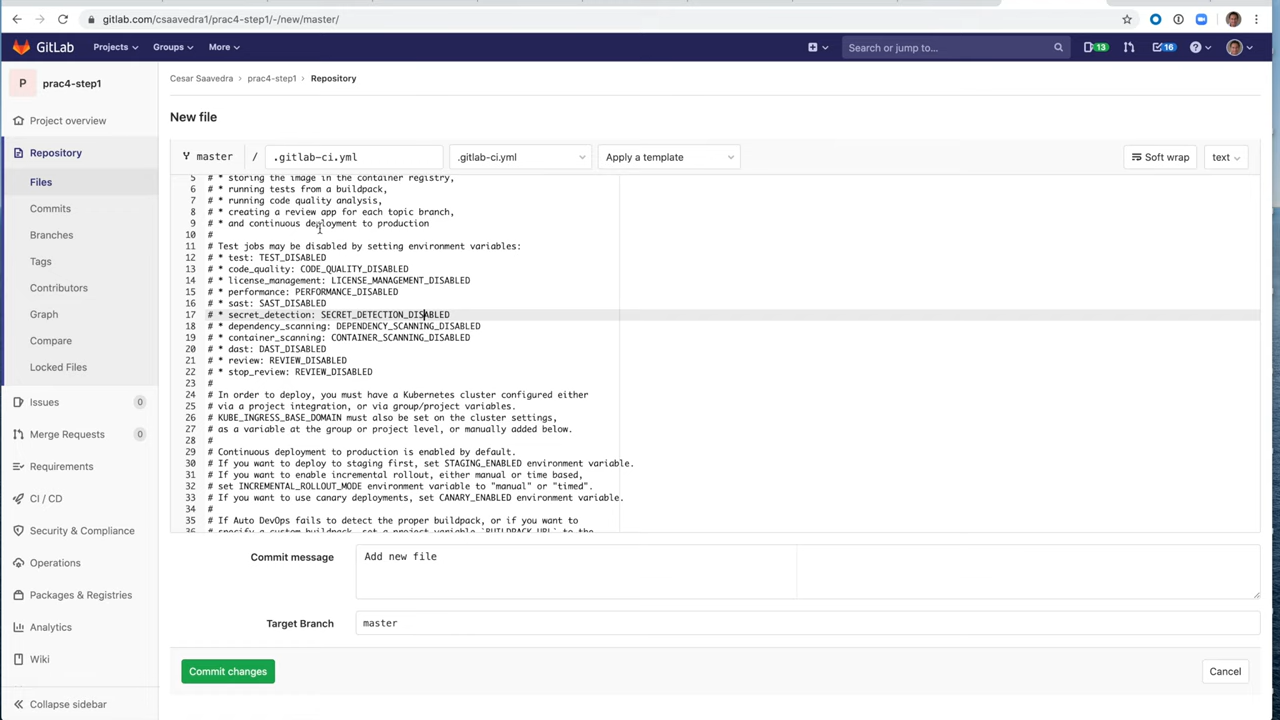 gitlab.com/csaavedra1/prac4-step1/-/new/master/
GitLab
Projects
Groups
More
Search or jump to...
13
16
P
prac4-step1
Project overview
Repository
Files
Commits
Branches
Tags
Contributors
Graph
Compare
Locked Files
Issues
0
Merge Requests
0
Requirements
CI / CD
Security & Compliance
Operations
Packages & Registries
Analytics
Wiki
Collapse sidebar
Cesar Saavedra > prac4-step1 > Repository
New file
master / .gitlab-ci.yml
.gitlab-ci.yml
Apply a template
Soft wrap
text
5 # * storing the image in the container registry,
6 # * running tests from a buildpack,
7 # * running code quality analysis,
8 # * creating a review app for each topic branch,
9 # * and continuous deployment to production
10 #
11 # Test jobs may be disabled by setting environment variables:
12 # * test: TEST_DISABLED
13 # * code_quality: CODE_QUALITY_DISABLED
14 # * license_management: LICENSE_MANAGEMENT_DISABLED
15 # * performance: PERFORMANCE_DISABLED
16 # * sast: SAST_DISABLED
17 # * secret_detection: SECRET_DETECTION_DISABLED
18 # * dependency_scanning: DEPENDENCY_SCANNING_DISABLED
19 # * container_scanning: CONTAINER_SCANNING_DISABLED
20 # * dast: DAST_DISABLED
21 # * review: REVIEW_DISABLED
22 # * stop_review: REVIEW_DISABLED
23 #
24 # In order to deploy, you must have a Kubernetes cluster configured either
25 # via a project integration, or via group/project variables.
26 # KUBE_INGRESS_BASE_DOMAIN must also be set on the cluster settings,
27 # as a variable at the group or project level, or manually added below.
28 #
29 # Continuous deployment to production is enabled by default.
30 # If you want to deploy to staging first, set STAGING_ENABLED environment variable.
31 # If you want to enable incremental rollout, either manual or time based,
32 # set INCREMENTAL_ROLLOUT_MODE environment variable to "manual" or "timed".
33 # If you want to use canary deployments, set CANARY_ENABLED environment variable.
34 #
35 # If Auto DevOps fails to detect the proper buildpack, or if you want to
36 # specify a custom buildpack, set a project variable `BUILDPACK_URL` to the
Commit message
Add new file
Target Branch
master
Commit changes
Cancel